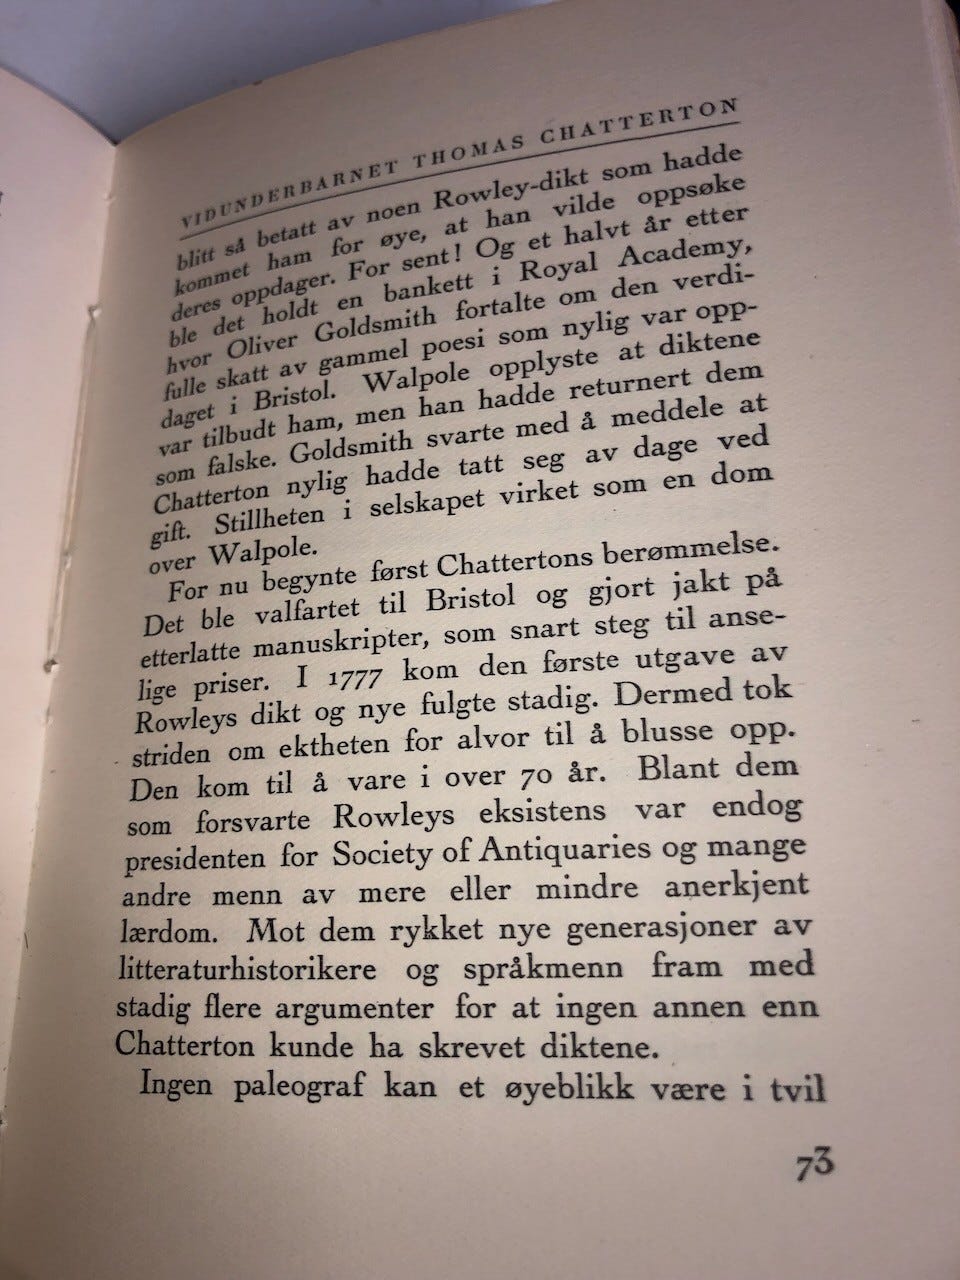 VIDUNDERBARNET THOMAS CHATTERTON
blitt så betatt av noen Rowley-dikt som hadde
kommet ham for øye, at han vilde oppsøke
deres oppdager. For sent! Og et halvt år etter
ble det holdt en bankett i Royal Academy,
hvor Oliver Goldsmith fortalte om den verdi-
fulle skatt av gammel poesi som nylig var opp-
daget i Bristol. Walpole opplyste at diktene
var tilbudt ham, men han hadde returnert dem
som falske. Goldsmith svarte med å meddele at
Chatterton nylig hadde tatt seg av dage ved
gift. Stillheten i selskapet virket som en dom
over Walpole.
For nu begynte først Chattertons berømmelse.
Det ble valfartet til Bristol og gjort jakt på
etterlatte manuskripter, som snart steg til anse-
lige priser. I 1777 kom den første utgave av
Rowleys dikt og nye fulgte stadig. Dermed tok
striden om ektheten for alvor til å blusse opp.
Den kom til å vare i over 70 år. Blant dem
som forsvarte Rowleys eksistens var endog
presidenten for Society of Antiquaries og mange
andre menn av mere eller mindre anerkjent
lærdom. Mot dem rykket nye generasjoner av
litteraturhistorikere og språkmenn fram med
stadig flere argumenter for at ingen annen enn
Chatterton kunde ha skrevet diktene.
Ingen paleograf kan et øyeblikk være i tvil
73